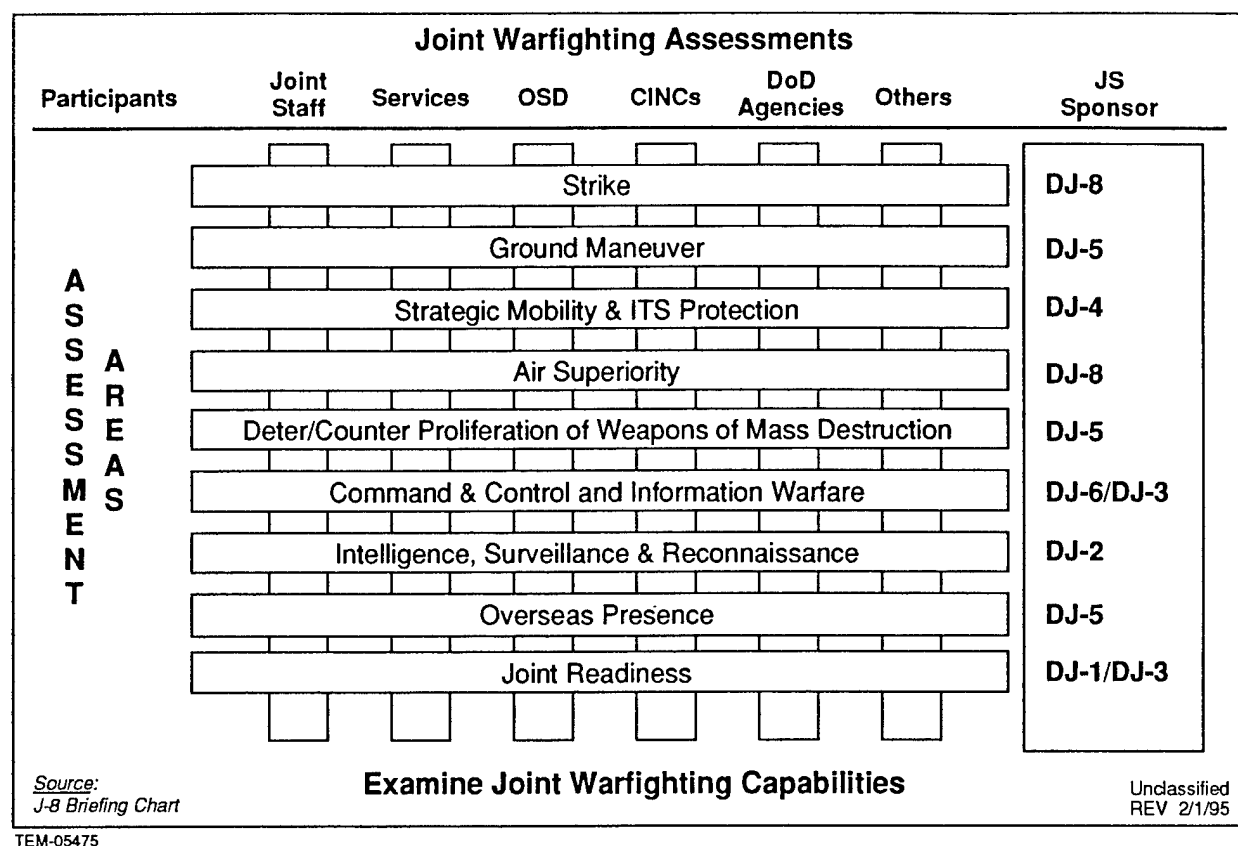 Joint Warfighting Assessments
Participants
Joint
Staff
Services
OSD
CINCs
DoD
Agencies
Others
JS
Sponsor
ASSESSMENT
AREAS
Strike
DJ-8
Ground Maneuver
DJ-5
Strategic Mobility & ITS Protection
DJ-4
Air Superiority
DJ-8
Deter/Counter Proliferation of Weapons of Mass Destruction
DJ-5
Command & Control and Information Warfare
DJ-6/DJ-3
Intelligence, Surveillance & Reconnaissance
DJ-2
Overseas Presence
DJ-5
Joint Readiness
DJ-1/DJ-3
Source:
J-8 Briefing Chart
Examine Joint Warfighting Capabilities
Unclassified
REV 2/1/95
TEM-05475